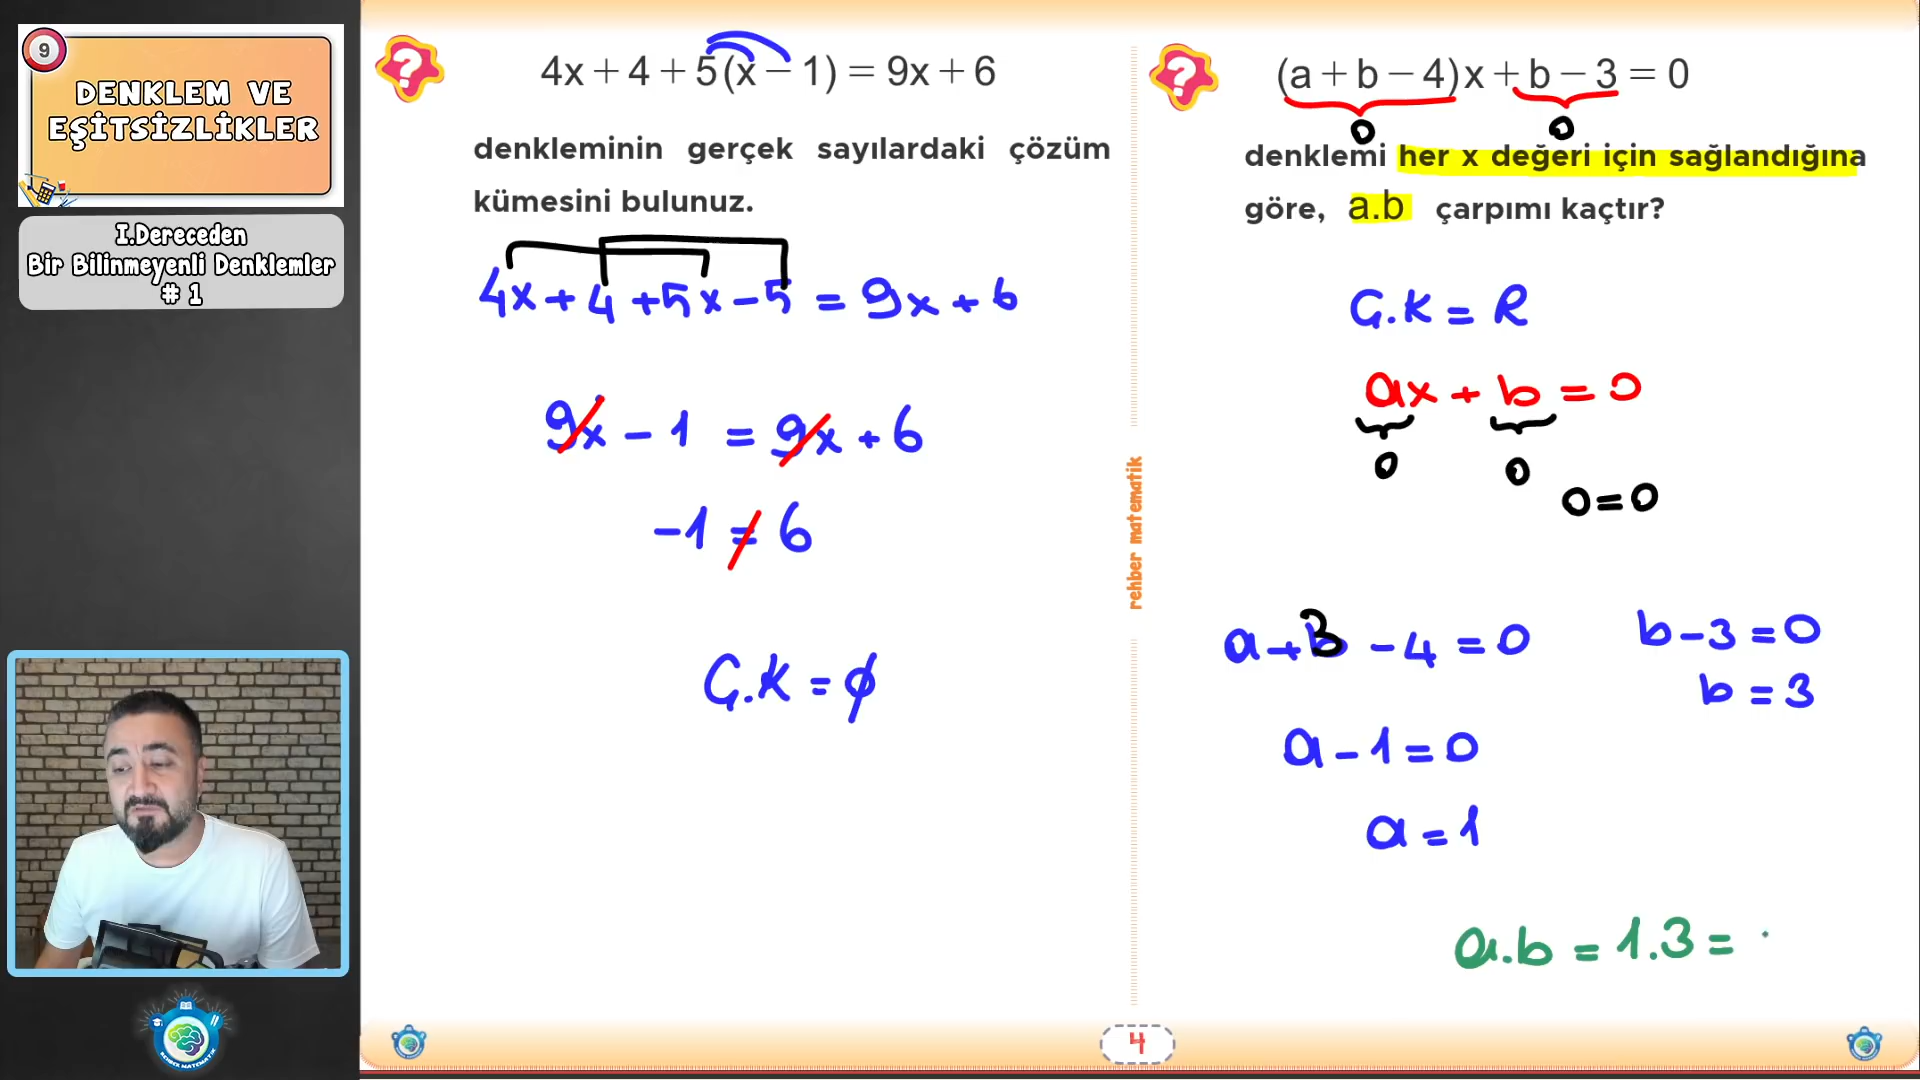 9
DENKLEM VE
EŞİTSİZLİKLER
I.Dereceden
Bir Bilinmeyenli Denklemler
# 1
4x + 4 + 5(x − 1) = 9x + 6
denkleminin gerçek sayılardaki çözüm
kümesini bulunuz.
4x + 4 + 5x − 5 = 9x + 6
9x − 1 = 9x + 6
−1 ≠ 6
Ç.K = ∅
rehber matematik
(a + b − 4)x + b − 3 = 0
0 0
denklemi her x değeri için sağlandığına
göre, a.b çarpımı kaçtır?
Ç.K = R
ax + b = 0
0 0
0 = 0
a + 3 − 4 = 0
b − 3 = 0
b = 3
a − 1 = 0
a = 1
a.b = 1.3 =
4
REHBER MATEMATİK